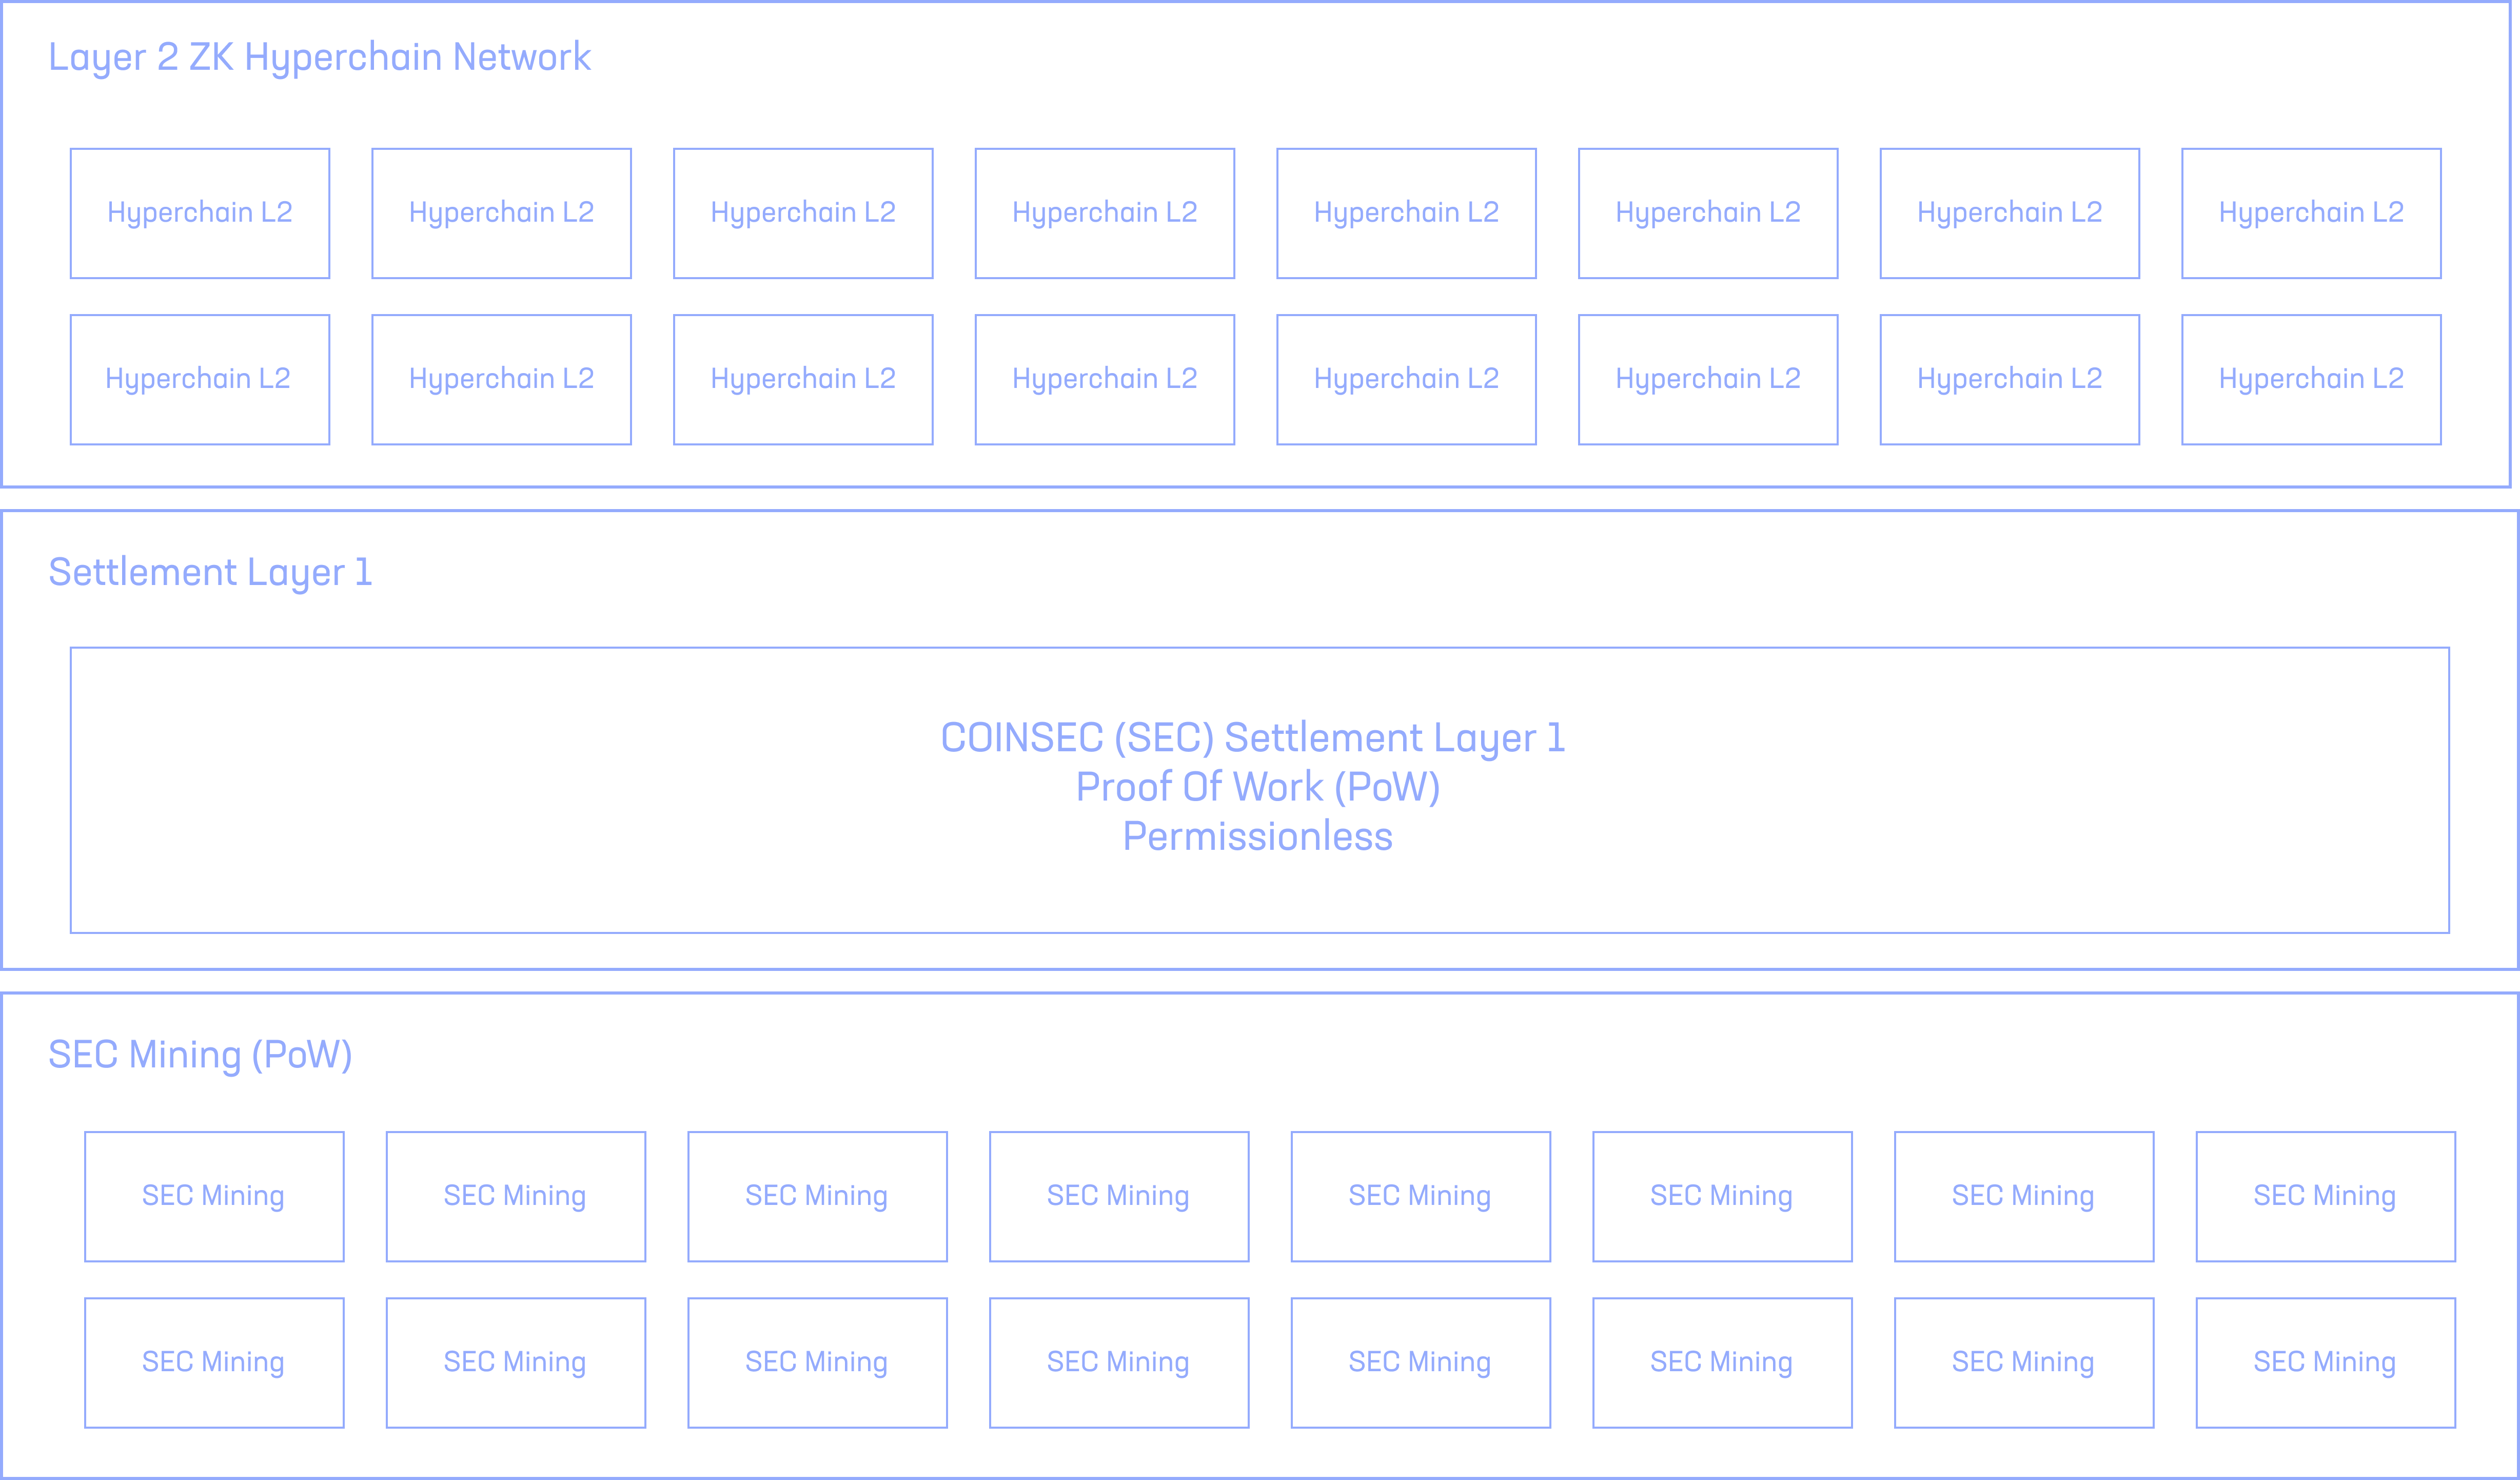 Layer 2 ZK Hyperchain Network
Hyperchain L2 Hyperchain L2 Hyperchain L2 Hyperchain L2 Hyperchain L2 Hyperchain L2 Hyperchain L2 Hyperchain L2
Hyperchain L2 Hyperchain L2 Hyperchain L2 Hyperchain L2 Hyperchain L2 Hyperchain L2 Hyperchain L2 Hyperchain L2
Settlement Layer 1
COINSEC (SEC) Settlement Layer 1
Proof Of Work (PoW)
Permissionless
SEC Mining (PoW)
SEC Mining SEC Mining SEC Mining SEC Mining SEC Mining SEC Mining SEC Mining SEC Mining
SEC Mining SEC Mining SEC Mining SEC Mining SEC Mining SEC Mining SEC Mining SEC Mining